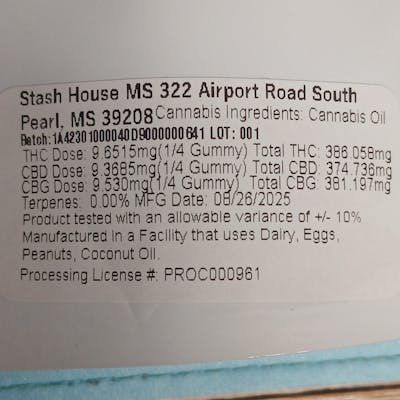 Stash House MS 322 Airport Road South
Pearl, MS 39208 Cannabis Ingredients: Cannabis Oil
Batch: 1A42301000040D9000000641 LOT: 001
THC Dose: 9.6515mg(1/4 Gummy) Total THC: 386.058mg
CBD Dose: 9.3685mg(1/4 Gummy) Total CBD: 374.736mg
CBG Dose: 9.530mg(1/4 Gummy) Total CBG: 381.197mg
Terpenes: 0.00% MFG Date: 08/26/2025
Product tested with an allowable variance of +/- 10%
Manufactured in a Facility that uses Dairy, Eggs,
Peanuts, Coconut Oil.
Processing License #: PROC000961